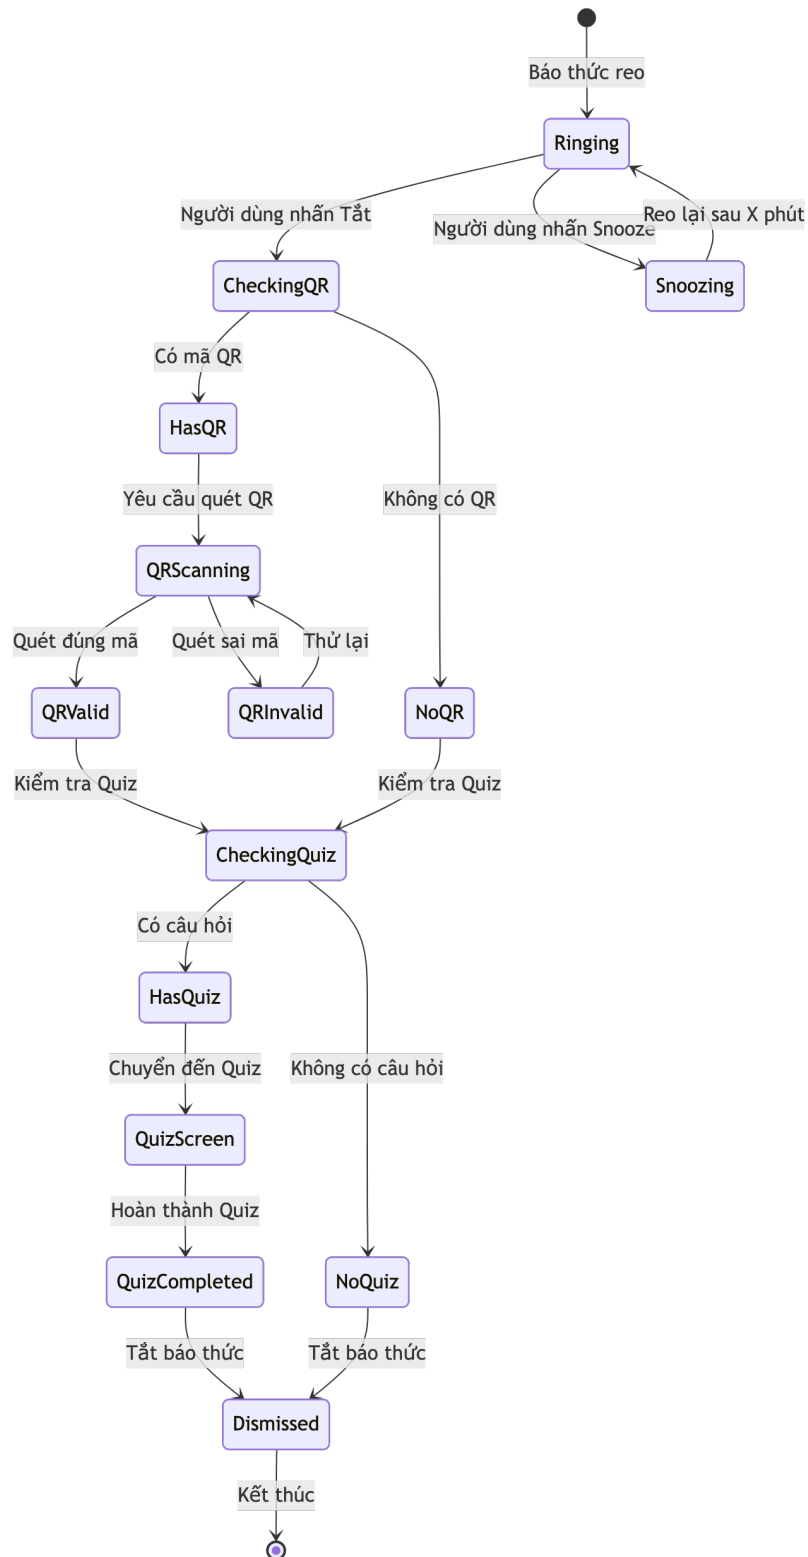 Báo thức reo
Ringing
Người dùng nhấn Tắt
Người dùng nhấn Snooze
Reo lại sau X phút
CheckingQR
Snoozing
Có mã QR
HasQR
Yêu cầu quét QR
Không có QR
QRScanning
Quét đúng mã
Quét sai mã
Thử lại
QRValid
QRInvalid
NoQR
Kiểm tra Quiz
Kiểm tra Quiz
CheckingQuiz
Có câu hỏi
HasQuiz
Chuyển đến Quiz
Không có câu hỏi
QuizScreen
Hoàn thành Quiz
QuizCompleted
NoQuiz
Tắt báo thức
Tắt báo thức
Dismissed
Kết thúc